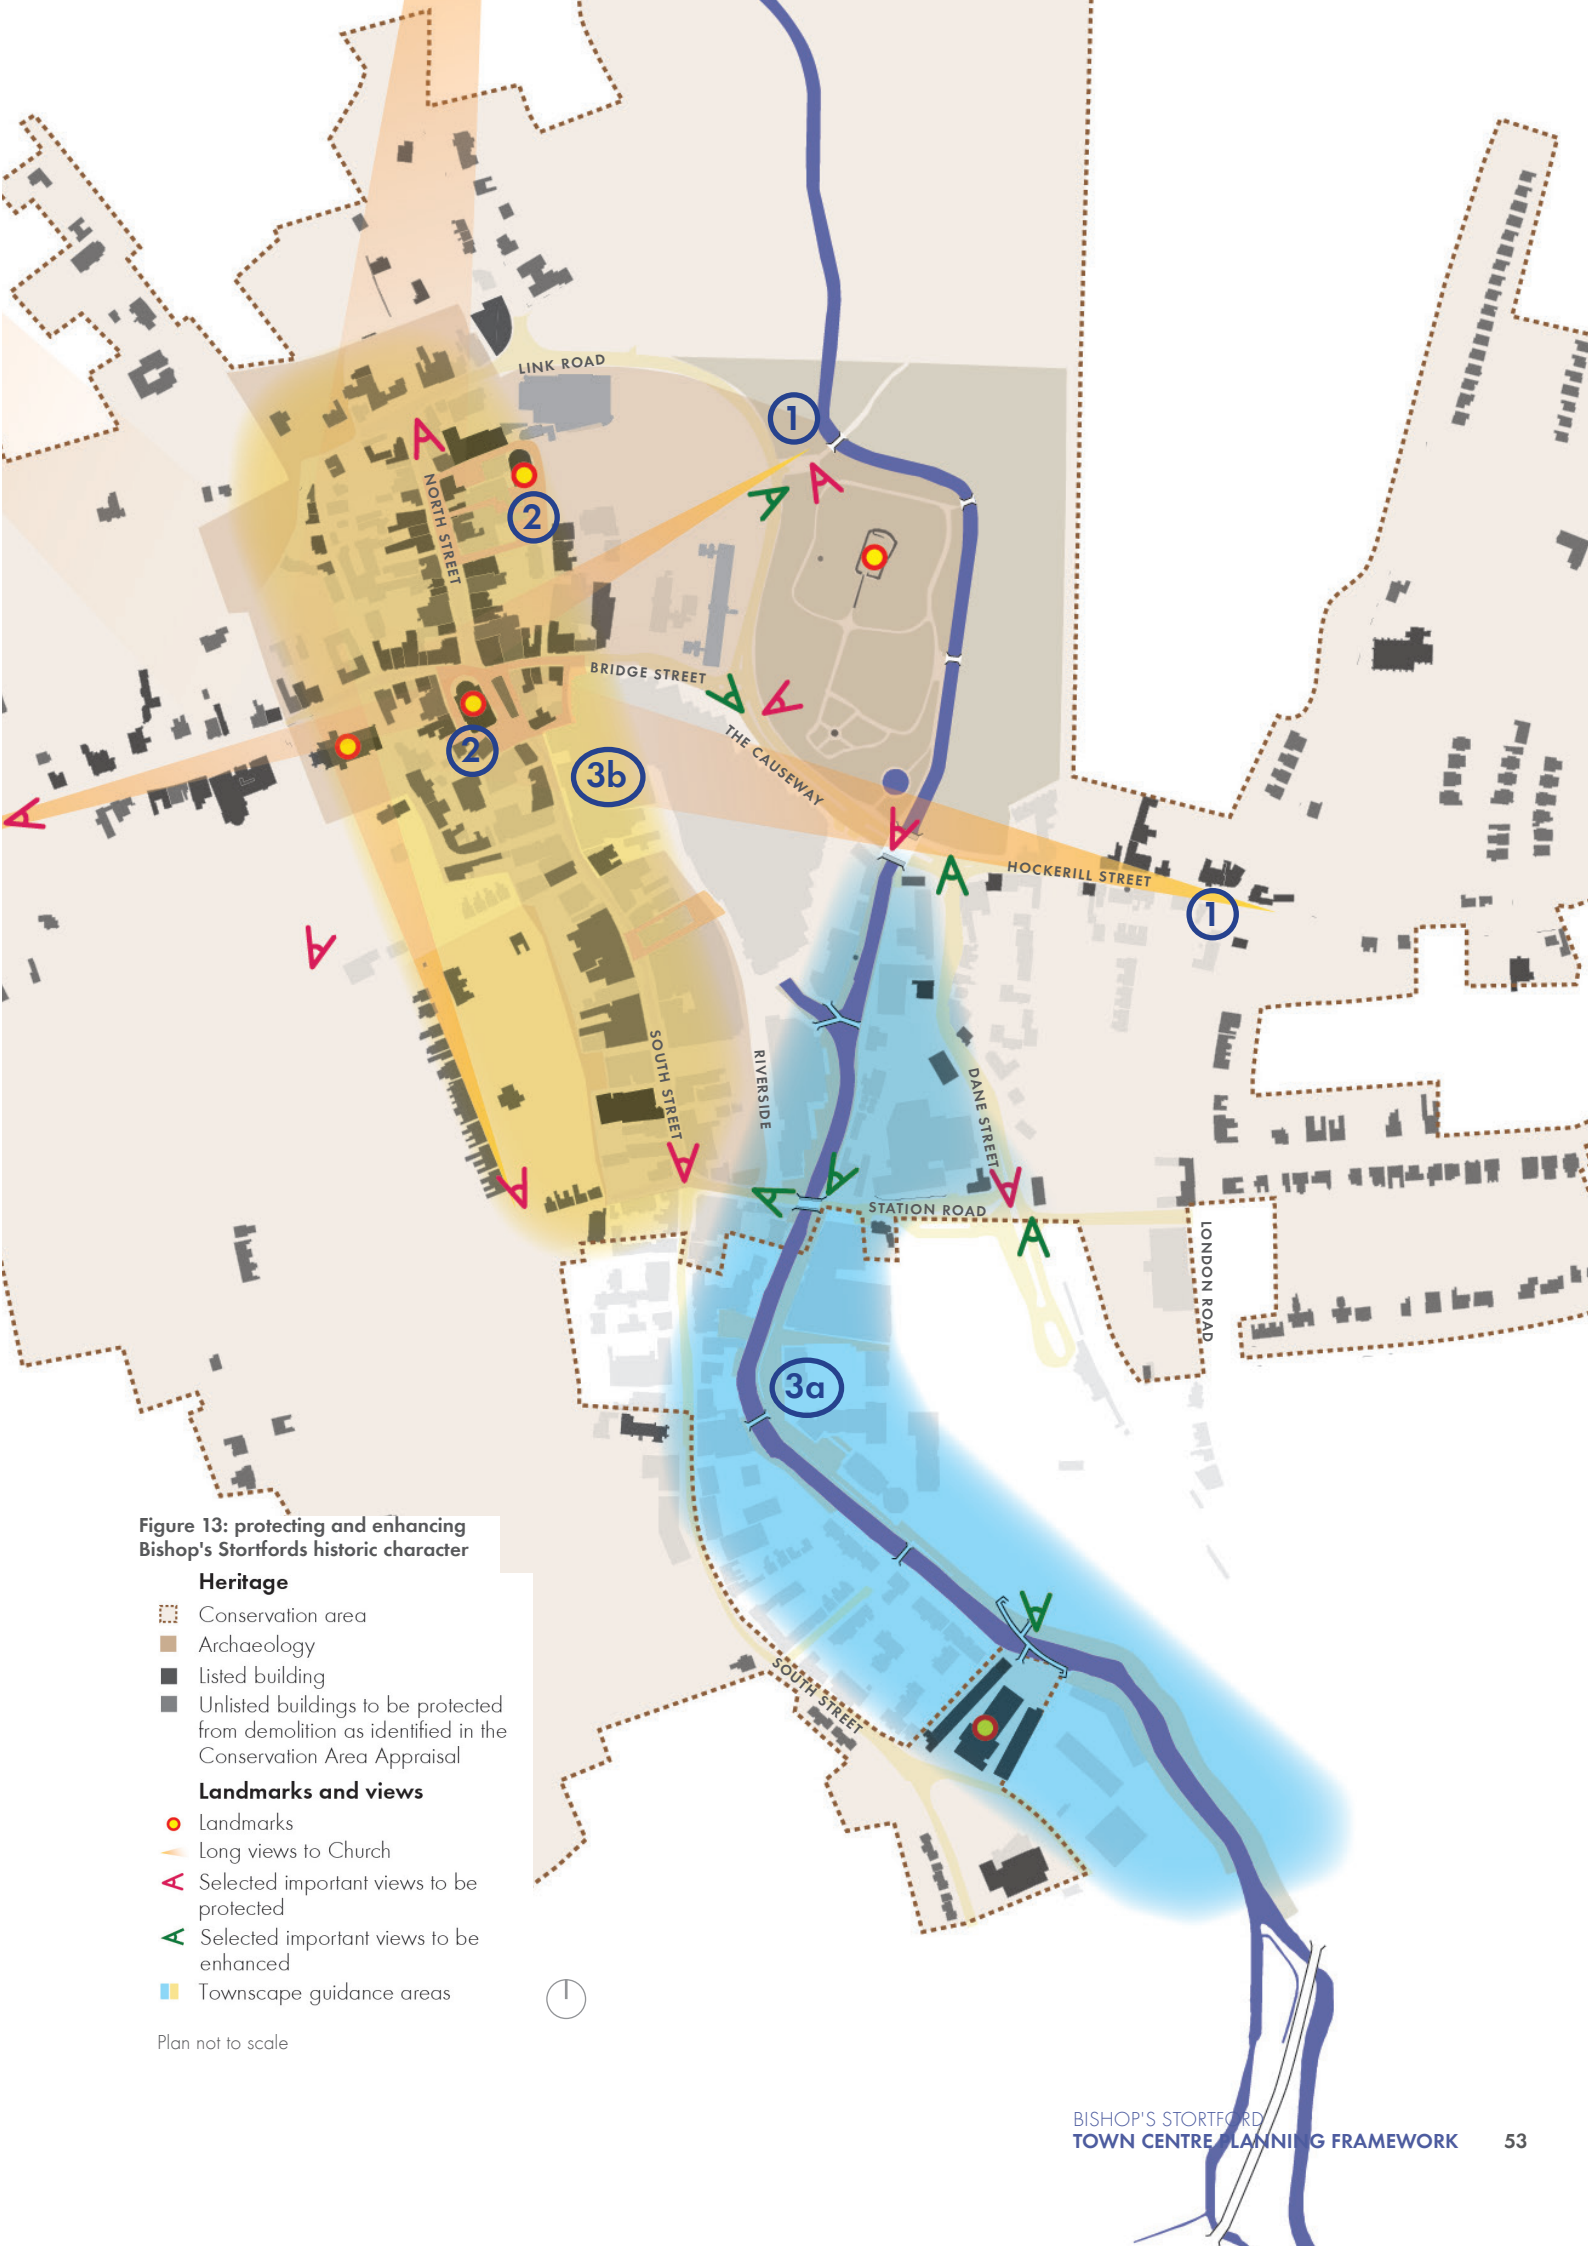 LINK ROAD
1
NORTH STREET
2
BRIDGE STREET
THE CAUSEWAY
2
3b
HOCKERILL STREET
1
SOUTH STREET
RIVERSIDE
DANE STREET
STATION ROAD
LONDON ROAD
3a
SOUTH STREET
Figure 13: protecting and enhancing
Bishop's Stortfords historic character
Heritage
Conservation area
Archaeology
Listed building
Unlisted buildings to be protected
from demolition as identified in the
Conservation Area Appraisal
Landmarks and views
Landmarks
Long views to Church
Selected important views to be
protected
Selected important views to be
enhanced
Townscape guidance areas
Plan not to scale
BISHOP'S STORTFORD
TOWN CENTRE PLANNING FRAMEWORK 53